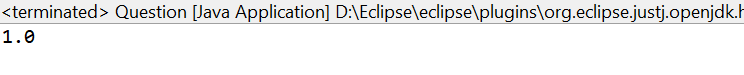 <terminated> Question [Java Application] D:\Eclipse\eclipse\plugins\org.eclipse.justj.openjdk.h
1.0